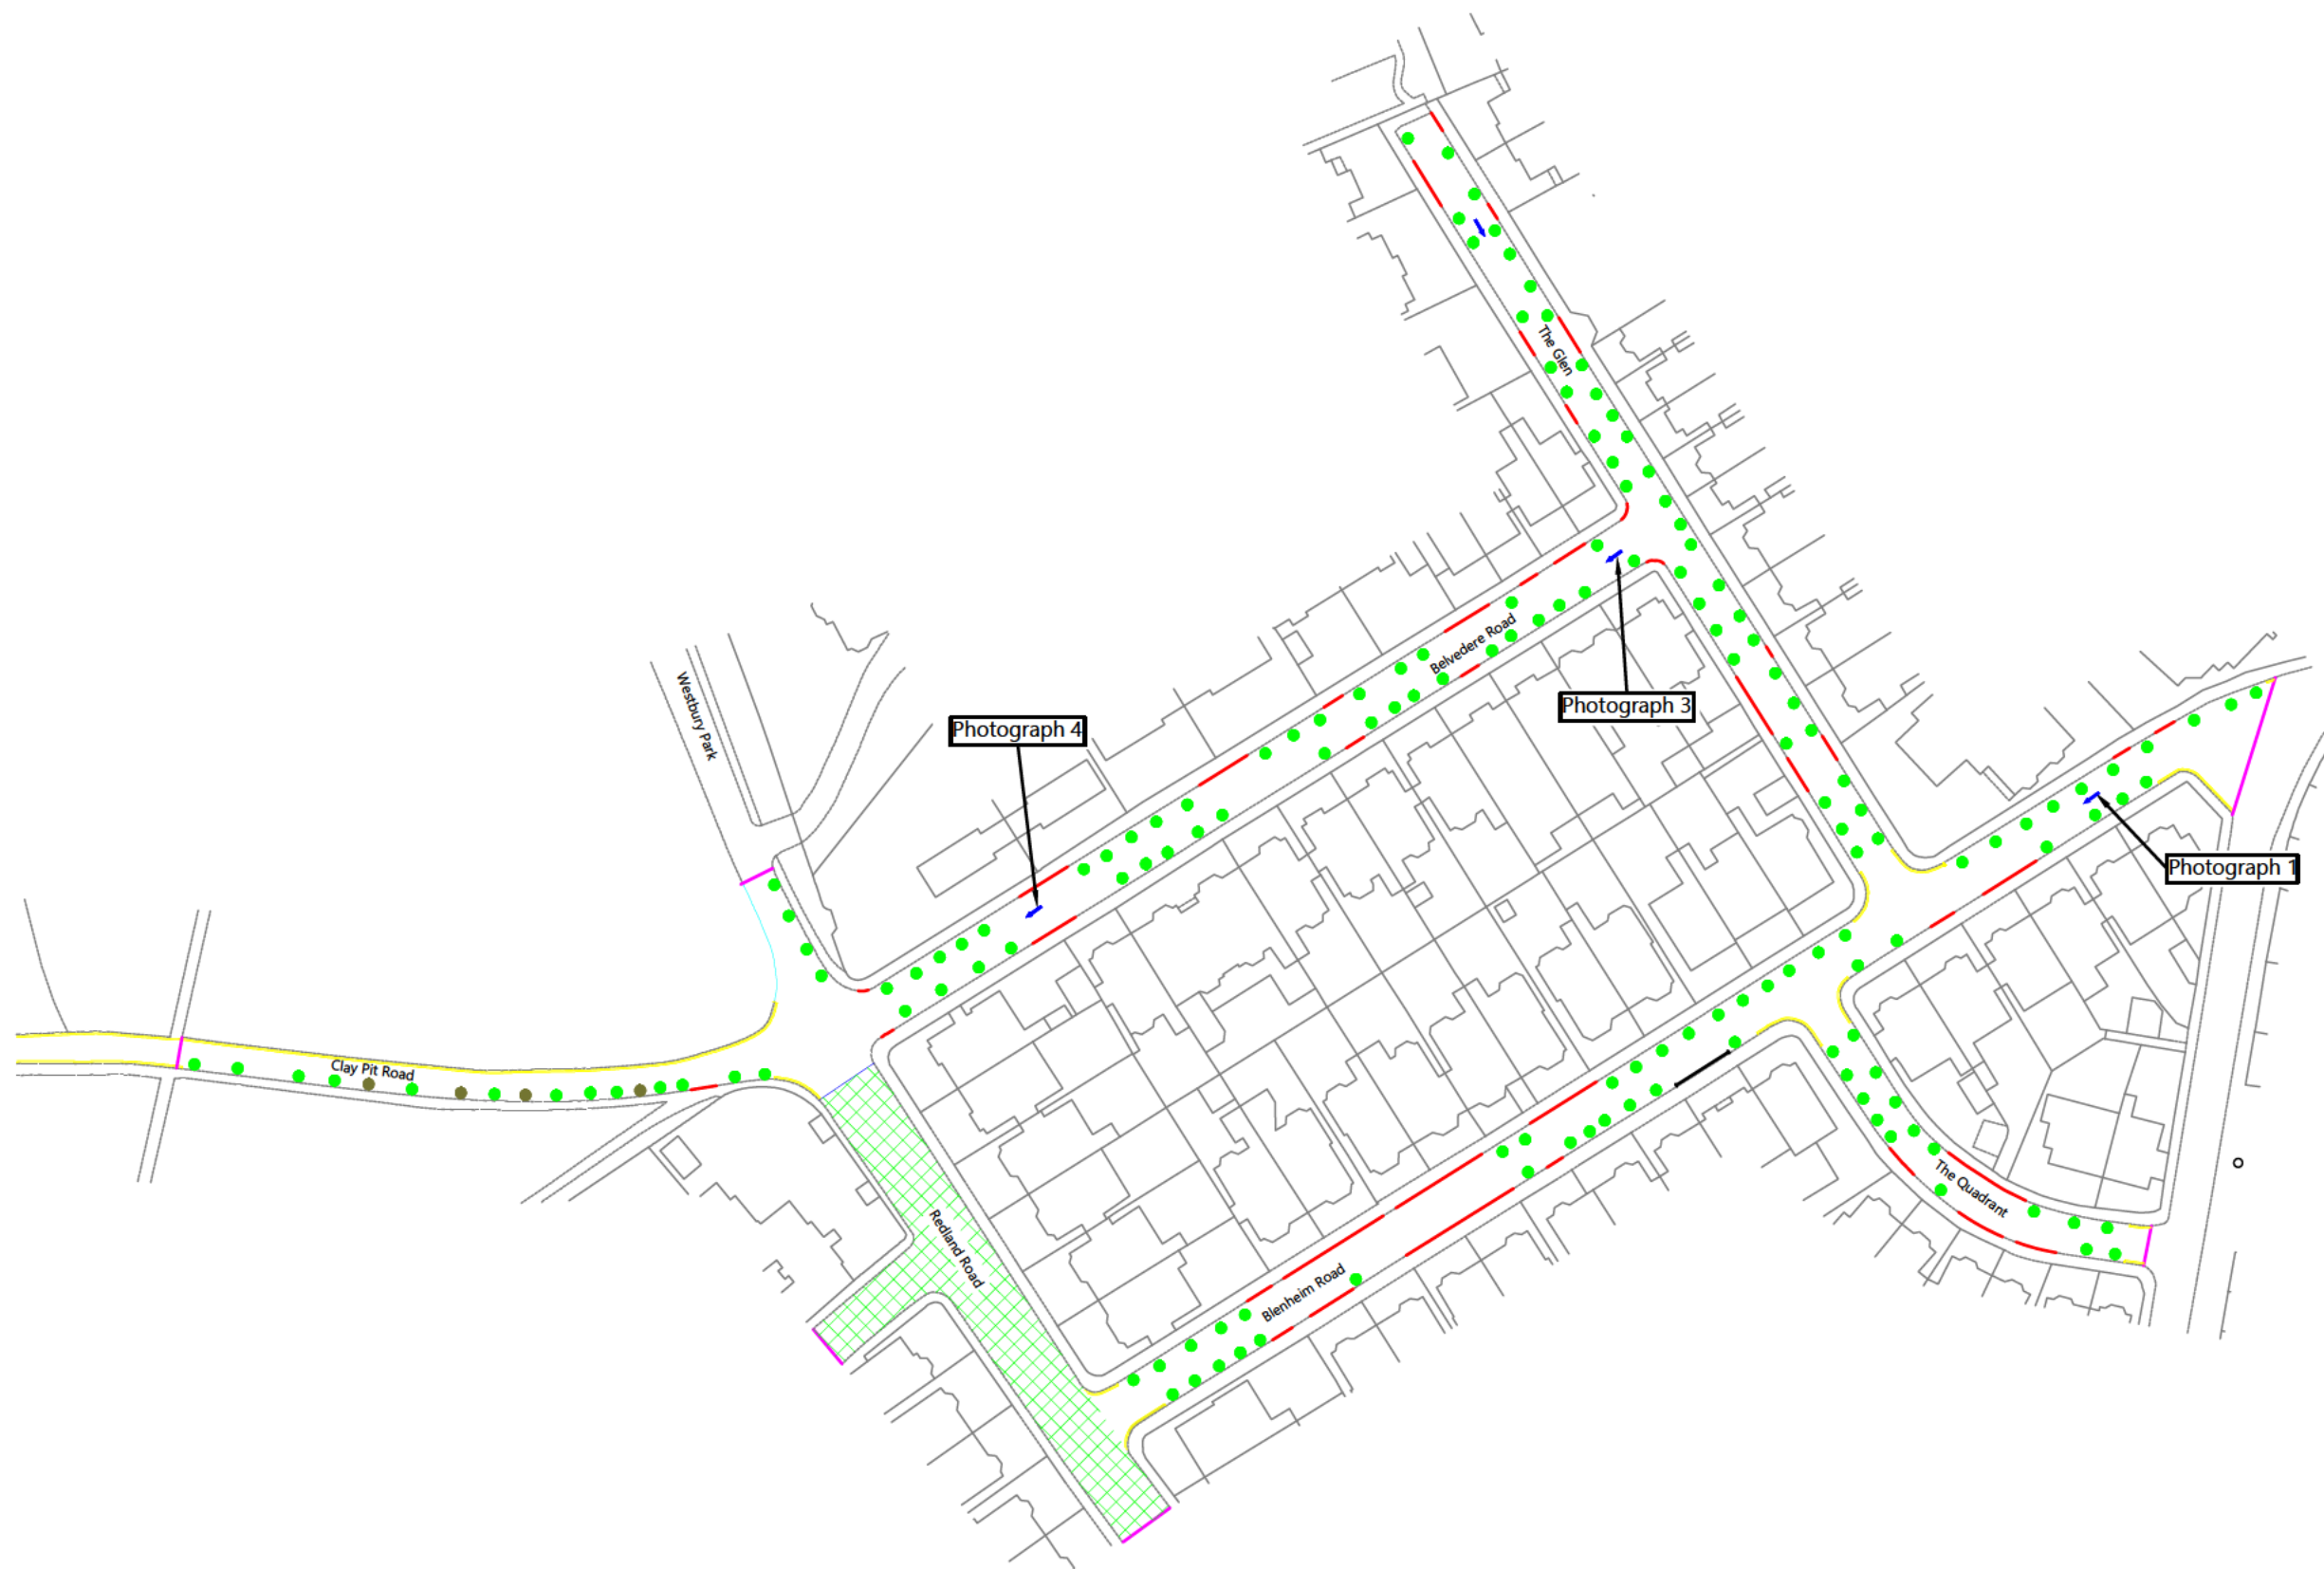 The Glen
Belvedere Road
Photograph 3
Westbury Park
Photograph 4
Photograph 1
Clay Pit Road
The Quadrant
Redland Road
Blenheim Road